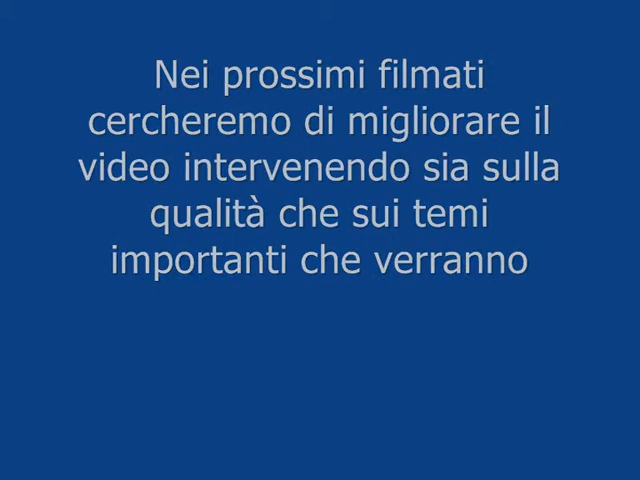 Nei prossimi filmati
cercheremo di migliorare il
video intervenendo sia sulla
qualità che sui temi
importanti che verranno